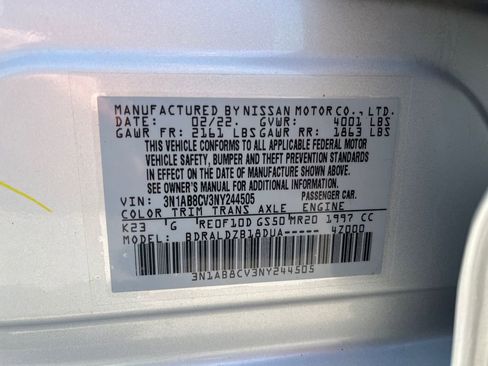 MANUFACTURED BY NISSAN MOTOR CO., LTD.
DATE: 02/22 GVWR: 4001 LBS
GAWR FR: 2161 LBS GAWR RR: 1863 LBS
THIS VEHICLE CONFORMS TO ALL APPLICABLE FEDERAL MOTOR
VEHICLE SAFETY, BUMPER AND THEFT PREVENTION STANDARDS
IN EFFECT ON THE DATE OF MANUFACTURE SHOWN ABOVE.
SEE OWNER'S MANUAL FOR ADDITIONAL INFORMATION
VIN: 3N1AB8CV3NY244505 PASSENGER CAR.
COLOR TRIM TRANS AXLE ENGINE
K23 'G 'RE0F10D GS50'MR20 1997 CC
MODEL: BDRALDZB18DUA----- 4Z000
3N1AB8CV3NY244505